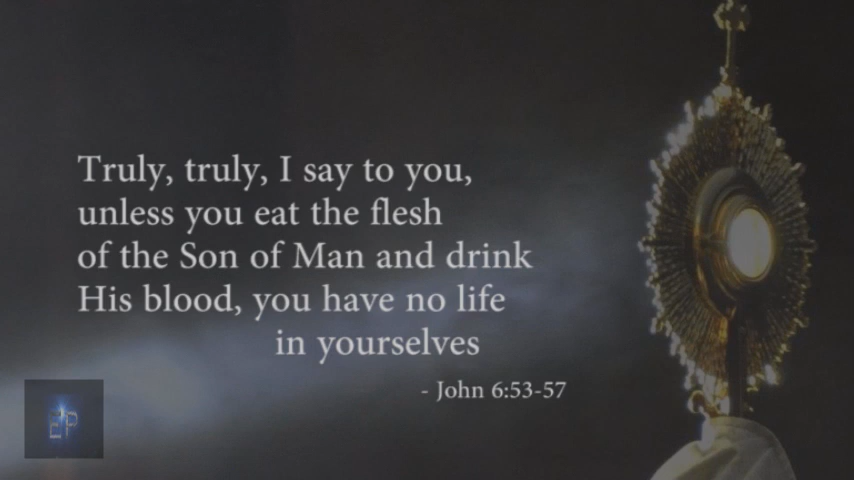 Truly, truly, I say to you,
unless you eat the flesh
of the Son of Man and drink
His blood, you have no life
in yourselves
- John 6:53-57
EP